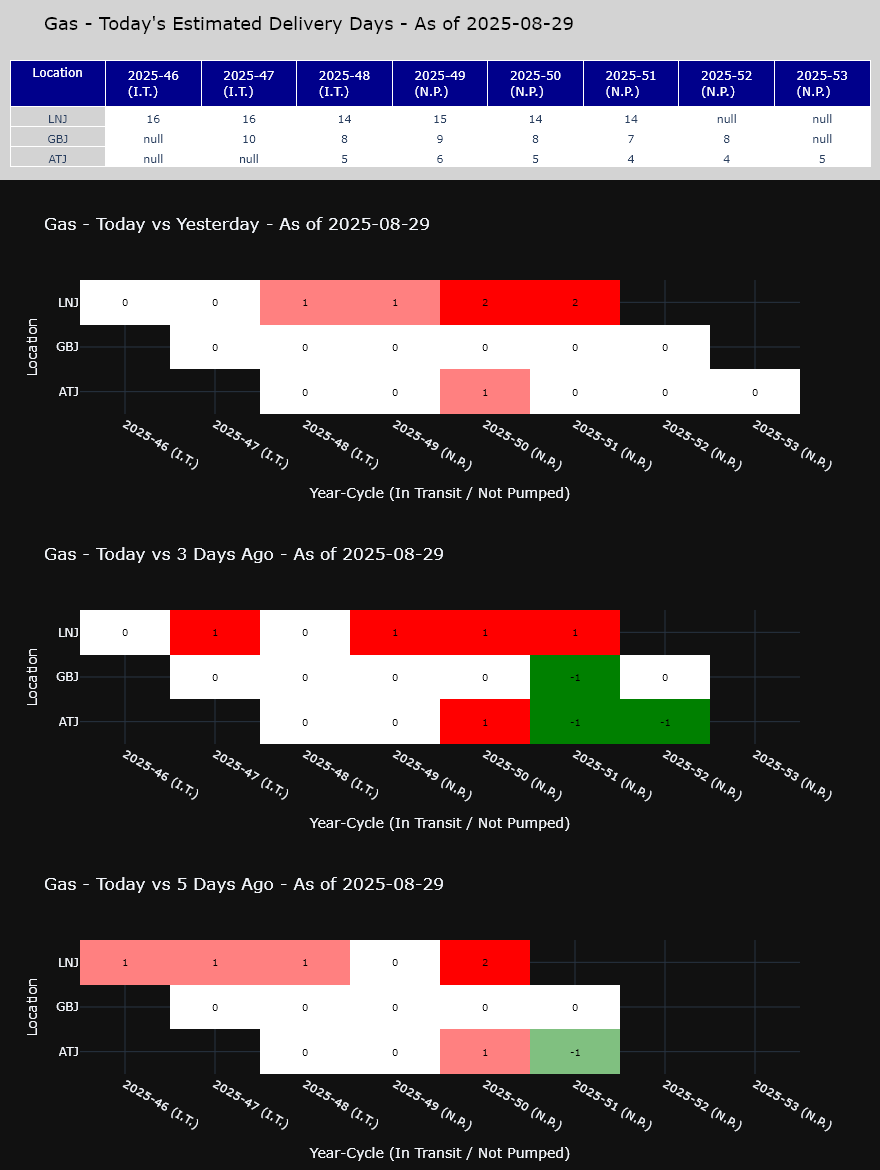 Gas - Today's Estimated Delivery Days - As of 2025-08-29
Location 2025-46 (I.T.) 2025-47 (I.T.) 2025-48 (I.T.) 2025-49 (N.P.) 2025-50 (N.P.) 2025-51 (N.P.) 2025-52 (N.P.) 2025-53 (N.P.)
LNJ 16 16 14 15 14 14 null null
GBJ null 10 8 9 8 7 8 null
ATJ null null 5 6 5 4 4 5
Gas - Today vs Yesterday - As of 2025-08-29
Location
LNJ 0 0 1 1 2 2
GBJ 0 0 0 0 0 0
ATJ 0 0 1 0 0 0
2025-46 (I.T.) 2025-47 (I.T.) 2025-48 (I.T.) 2025-49 (N.P.) 2025-50 (N.P.) 2025-51 (N.P.) 2025-52 (N.P.) 2025-53 (N.P.)
Year-Cycle (In Transit / Not Pumped)
Gas - Today vs 3 Days Ago - As of 2025-08-29
Location
LNJ 0 1 0 1 1 1
GBJ 0 0 0 0 -1 0
ATJ 0 0 1 -1 -1
2025-46 (I.T.) 2025-47 (I.T.) 2025-48 (I.T.) 2025-49 (N.P.) 2025-50 (N.P.) 2025-51 (N.P.) 2025-52 (N.P.) 2025-53 (N.P.)
Year-Cycle (In Transit / Not Pumped)
Gas - Today vs 5 Days Ago - As of 2025-08-29
Location
LNJ 1 1 1 0 2
GBJ 0 0 0 0 0
ATJ 0 0 1 -1
2025-46 (I.T.) 2025-47 (I.T.) 2025-48 (I.T.) 2025-49 (N.P.) 2025-50 (N.P.) 2025-51 (N.P.) 2025-52 (N.P.) 2025-53 (N.P.)
Year-Cycle (In Transit / Not Pumped)